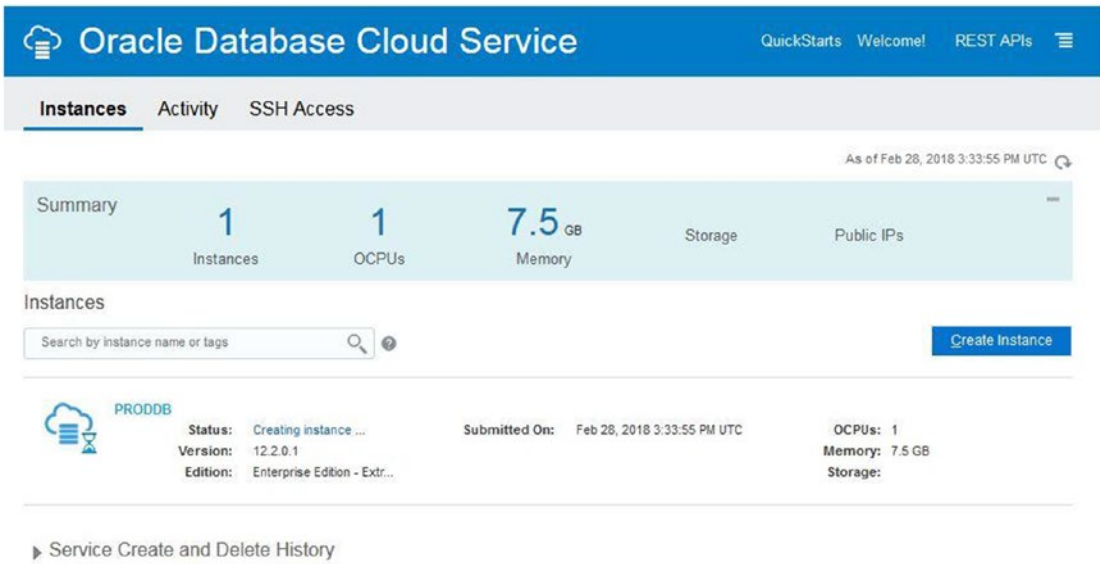 Oracle Database Cloud Service
QuickStarts Welcome! REST APIs
Instances Activity SSH Access
As of Feb 28, 2018 3:33:55 PM UTC
Summary
1 1 7.5 GB Storage Public IPs
Instances OCPUs Memory
Instances
Search by instance name or tags
Create Instance
PRODDB
Status: Creating instance ... Submitted On: Feb 28, 2018 3:33:55 PM UTC OCPUs: 1
Version: 12.2.0.1 Memory: 7.5 GB
Edition: Enterprise Edition - Extr... Storage:
Service Create and Delete History